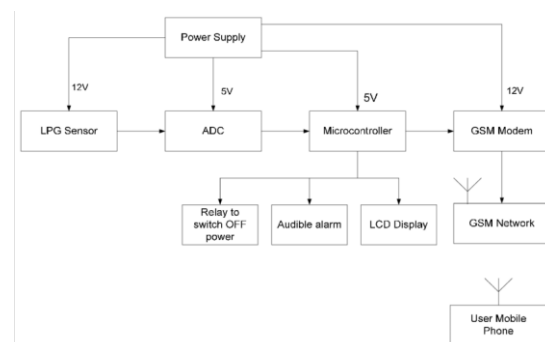 Power Supply
12V
5V
5V
12V
LPG Sensor
ADC
Microcontroller
GSM Modem
Relay to
switch OFF
power
Audible alarm
LCD Display
GSM Network
User Mobile
Phone